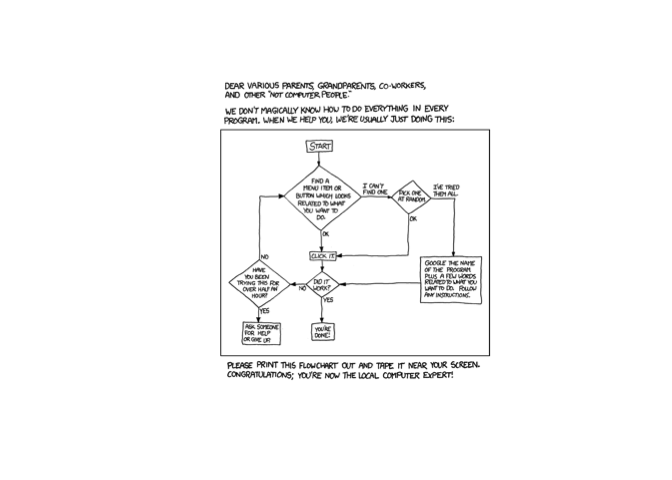 DEAR VARIOUS PARENTS, GRANDPARENTS, CO-WORKERS,
AND OTHER "NOT COMPUTER PEOPLE."
WE DON'T MAGICALLY KNOW HOW TO DO EVERYTHING IN EVERY
PROGRAM. WHEN WE HELP YOU, WE'RE USUALLY JUST DOING THIS:
START
FIND A
MENU ITEM OR
BUTTON WHICH LOOKS
RELATED TO WHAT
YOU WANT TO
DO.
I CAN'T
FIND ONE
PICK ONE
AT RANDOM
I'VE TRIED
THEM ALL
OK
OK
CLICK IT
NO
HAVE
YOU BEEN
TRYING THIS FOR
OVER HALF AN
HOUR?
NO
DID IT
WORK?
GOOGLE THE NAME
OF THE PROGRAM
PLUS A FEW WORDS
RELATED TO WHAT YOU
WANT TO DO. FOLLOW
ANY INSTRUCTIONS.
YES
YES
ASK SOMEONE
FOR HELP
OR GIVE UP.
YOU'RE
DONE!
PLEASE PRINT THIS FLOWCHART OUT AND TAPE IT NEAR YOUR SCREEN.
CONGRATULATIONS; YOU'RE NOW THE LOCAL COMPUTER EXPERT!